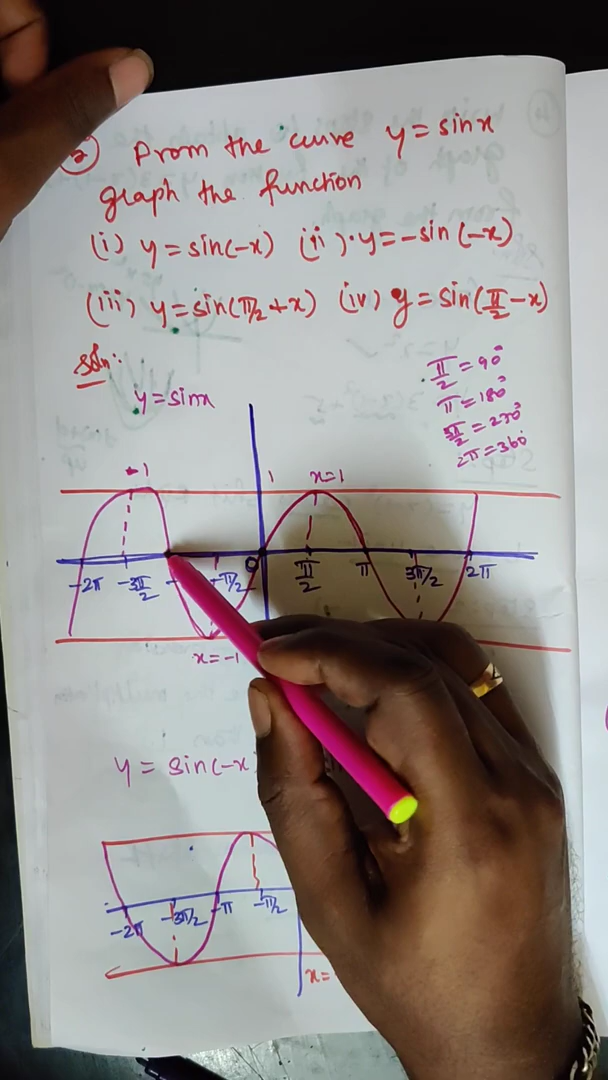 ② From the curve y = sinx
graph the function
(i) y = sin(-x) (ii) y = -sin(-x)
(iii) y = sin(π/2 + x) (iv) y = sin(π/2 - x)
Soln:
y = sinx
π/2 = 90°
π = 180°
3π/2 = 270°
2π = 360°
1 1 x=1
-2π -3π/2 -π/2 0 π/2 π 3π/2 2π
x = -1
y = sin(-x
-2π -3π/2 -π -π/2
x =